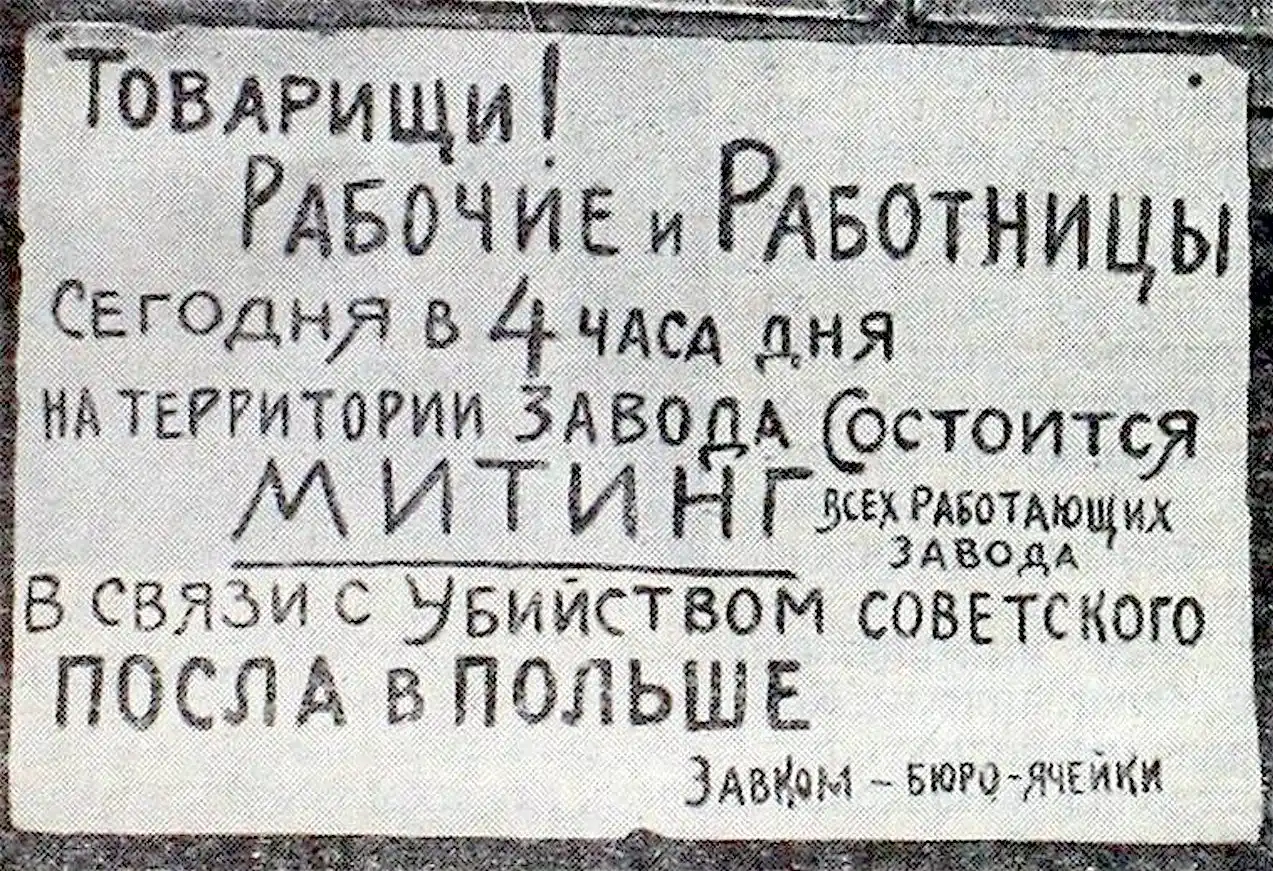 Товарищи!
Рабочие и Работницы
Сегодня в 4 часа дня
на территории завода состоится
МИТИНГ всех работающих
завода
в связи с убийством советского
посла в Польше
Завком – бюро-ячейки